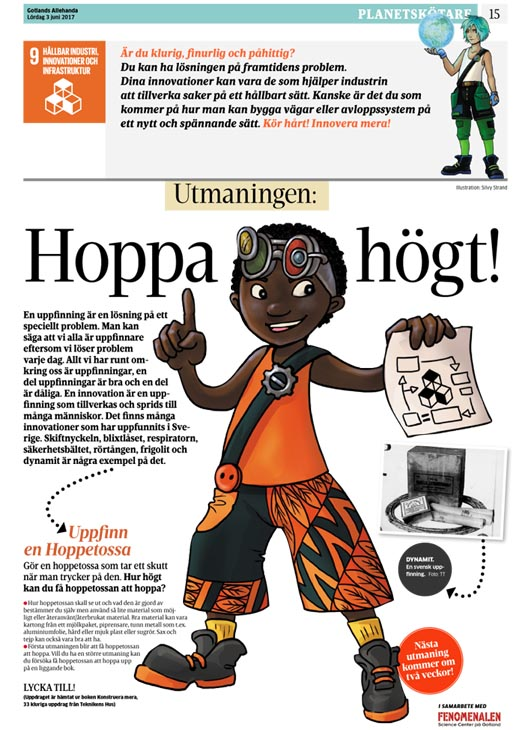 Gotlands Allehanda
Lördag 3 juni 2017
PLANETSKÖTARE
15
9 HÅLLBAR INDUSTRI,
INNOVATIONER OCH
INFRASTRUKTUR
Är du klurig, finurlig och påhittig?
Du kan ha lösningen på framtidens problem.
Dina innovationer kan vara de som hjälper industrin
att tillverka saker på ett hållbart sätt. Kanske är det du som
kommer på hur man kan bygga vägar eller avloppssystem på
ett nytt och spännande sätt. Kör hårt! Innovera mera!
Illustration: Silvy Strand
Utmaningen:
Hoppa högt!
En uppfinning är en lösning på ett
speciellt problem. Man kan
säga att vi alla är uppfinnare
eftersom vi löser problem
varje dag. Allt vi har runt om-
kring oss är uppfinningar, en
del uppfinningar är bra och en del
är dåliga. En innovation är en upp-
finning som tillverkas och sprids till
många människor. Det finns många
innovationer som har uppfunnits i Sve-
rige. Skiftnyckeln, blixtlåset, respiratorn,
säkerhetsbältet, rörtången, frigolit och
dynamit är några exempel på det.
Uppfinn
en Hoppetossa
Gör en hoppetossa som tar ett skutt
när man trycker på den. Hur högt
kan du få hoppetossan att hoppa?
Hur hoppetossan skall se ut och vad den är gjord av
bestämmer du själv men använd så lite material som möj-
ligt eller återanvänt/återbrukat material. Bra material kan vara
kartong från ett mjölkpaket, piprensare, tunn metall som t.ex.
aluminiumfolie, hård eller mjuk plast eller sugrör. Sax och
tejp kan också vara bra att ha.
Första utmaningen blir att få hoppetossan
att hoppa. Vill du ha en större utmaning kan
du försöka få hoppetossan att hoppa upp
på en liggande bok.
LYCKA TILL!
(Uppdraget är hämtat ur boken Konstruera mera,
33 kluriga uppdrag från Teknikens Hus)
DYNAMIT.
En svensk upp-
finning. Foto TT
Nästa
utmaning
kommer om
två veckor!
I SAMARBETE MED
FENOMENALEN
Science Center på Gotland